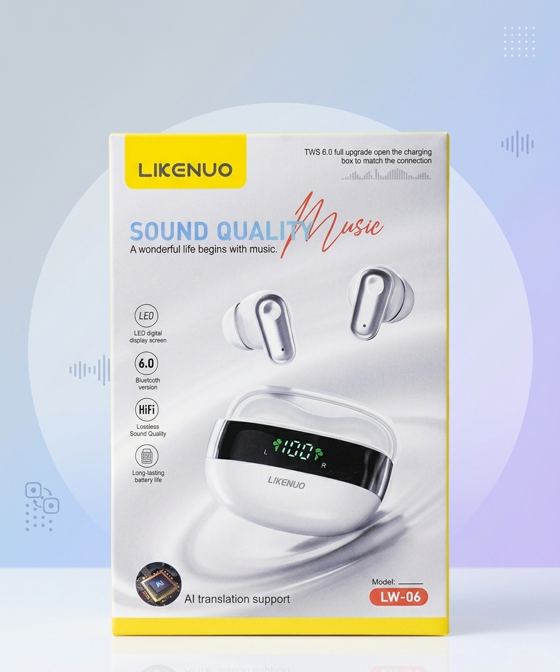 LIKENUO
TWS 6.0 full upgrade open the charging
box to match the connection
SOUND QUALITY Music
A wonderful life begins with music.
LED
LED digital
display screen
6.0
Bluetooth
version
HiFi
Lossless
Sound Quality
Long-lasting
battery life
L 100 R
LIKENUO
AI
AI translation support
Model:
LW-06